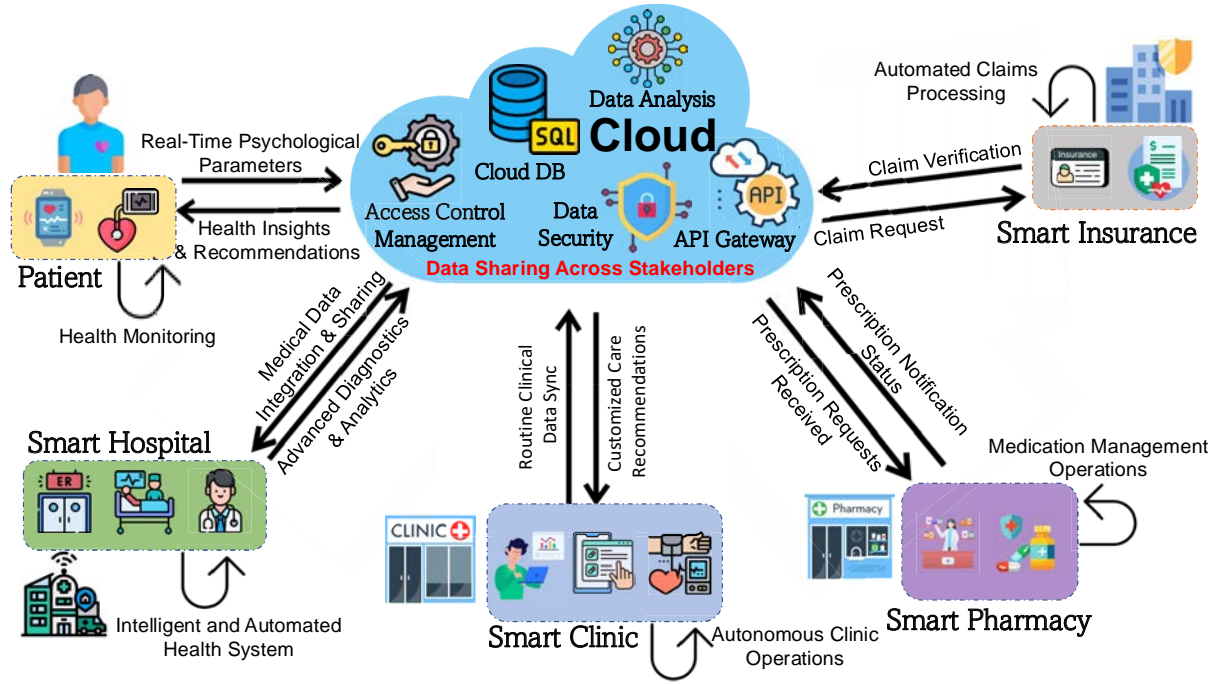 Data Analysis
Cloud
SQL
Cloud DB
Access Control
Management
Data
Security
API
API Gateway
Data Sharing Across Stakeholders
Real-Time Psychological
Parameters
Health Insights
& Recommendations
Patient
Health Monitoring
Automated Claims
Processing
Insurance
$
Claim Verification
Claim Request
Smart Insurance
Medical Data
Integration & Sharing
Advanced Diagnostics
& Analytics
Routine Clinical
Data Sync
Customized Care
Recommendations
Prescription Notification
Status
Prescription Requests
Received
Smart Hospital
ER
Intelligent and Automated
Health System
CLINIC
Smart Clinic
Autonomous Clinic
Operations
Medication Management
Operations
Pharmacy
Smart Pharmacy